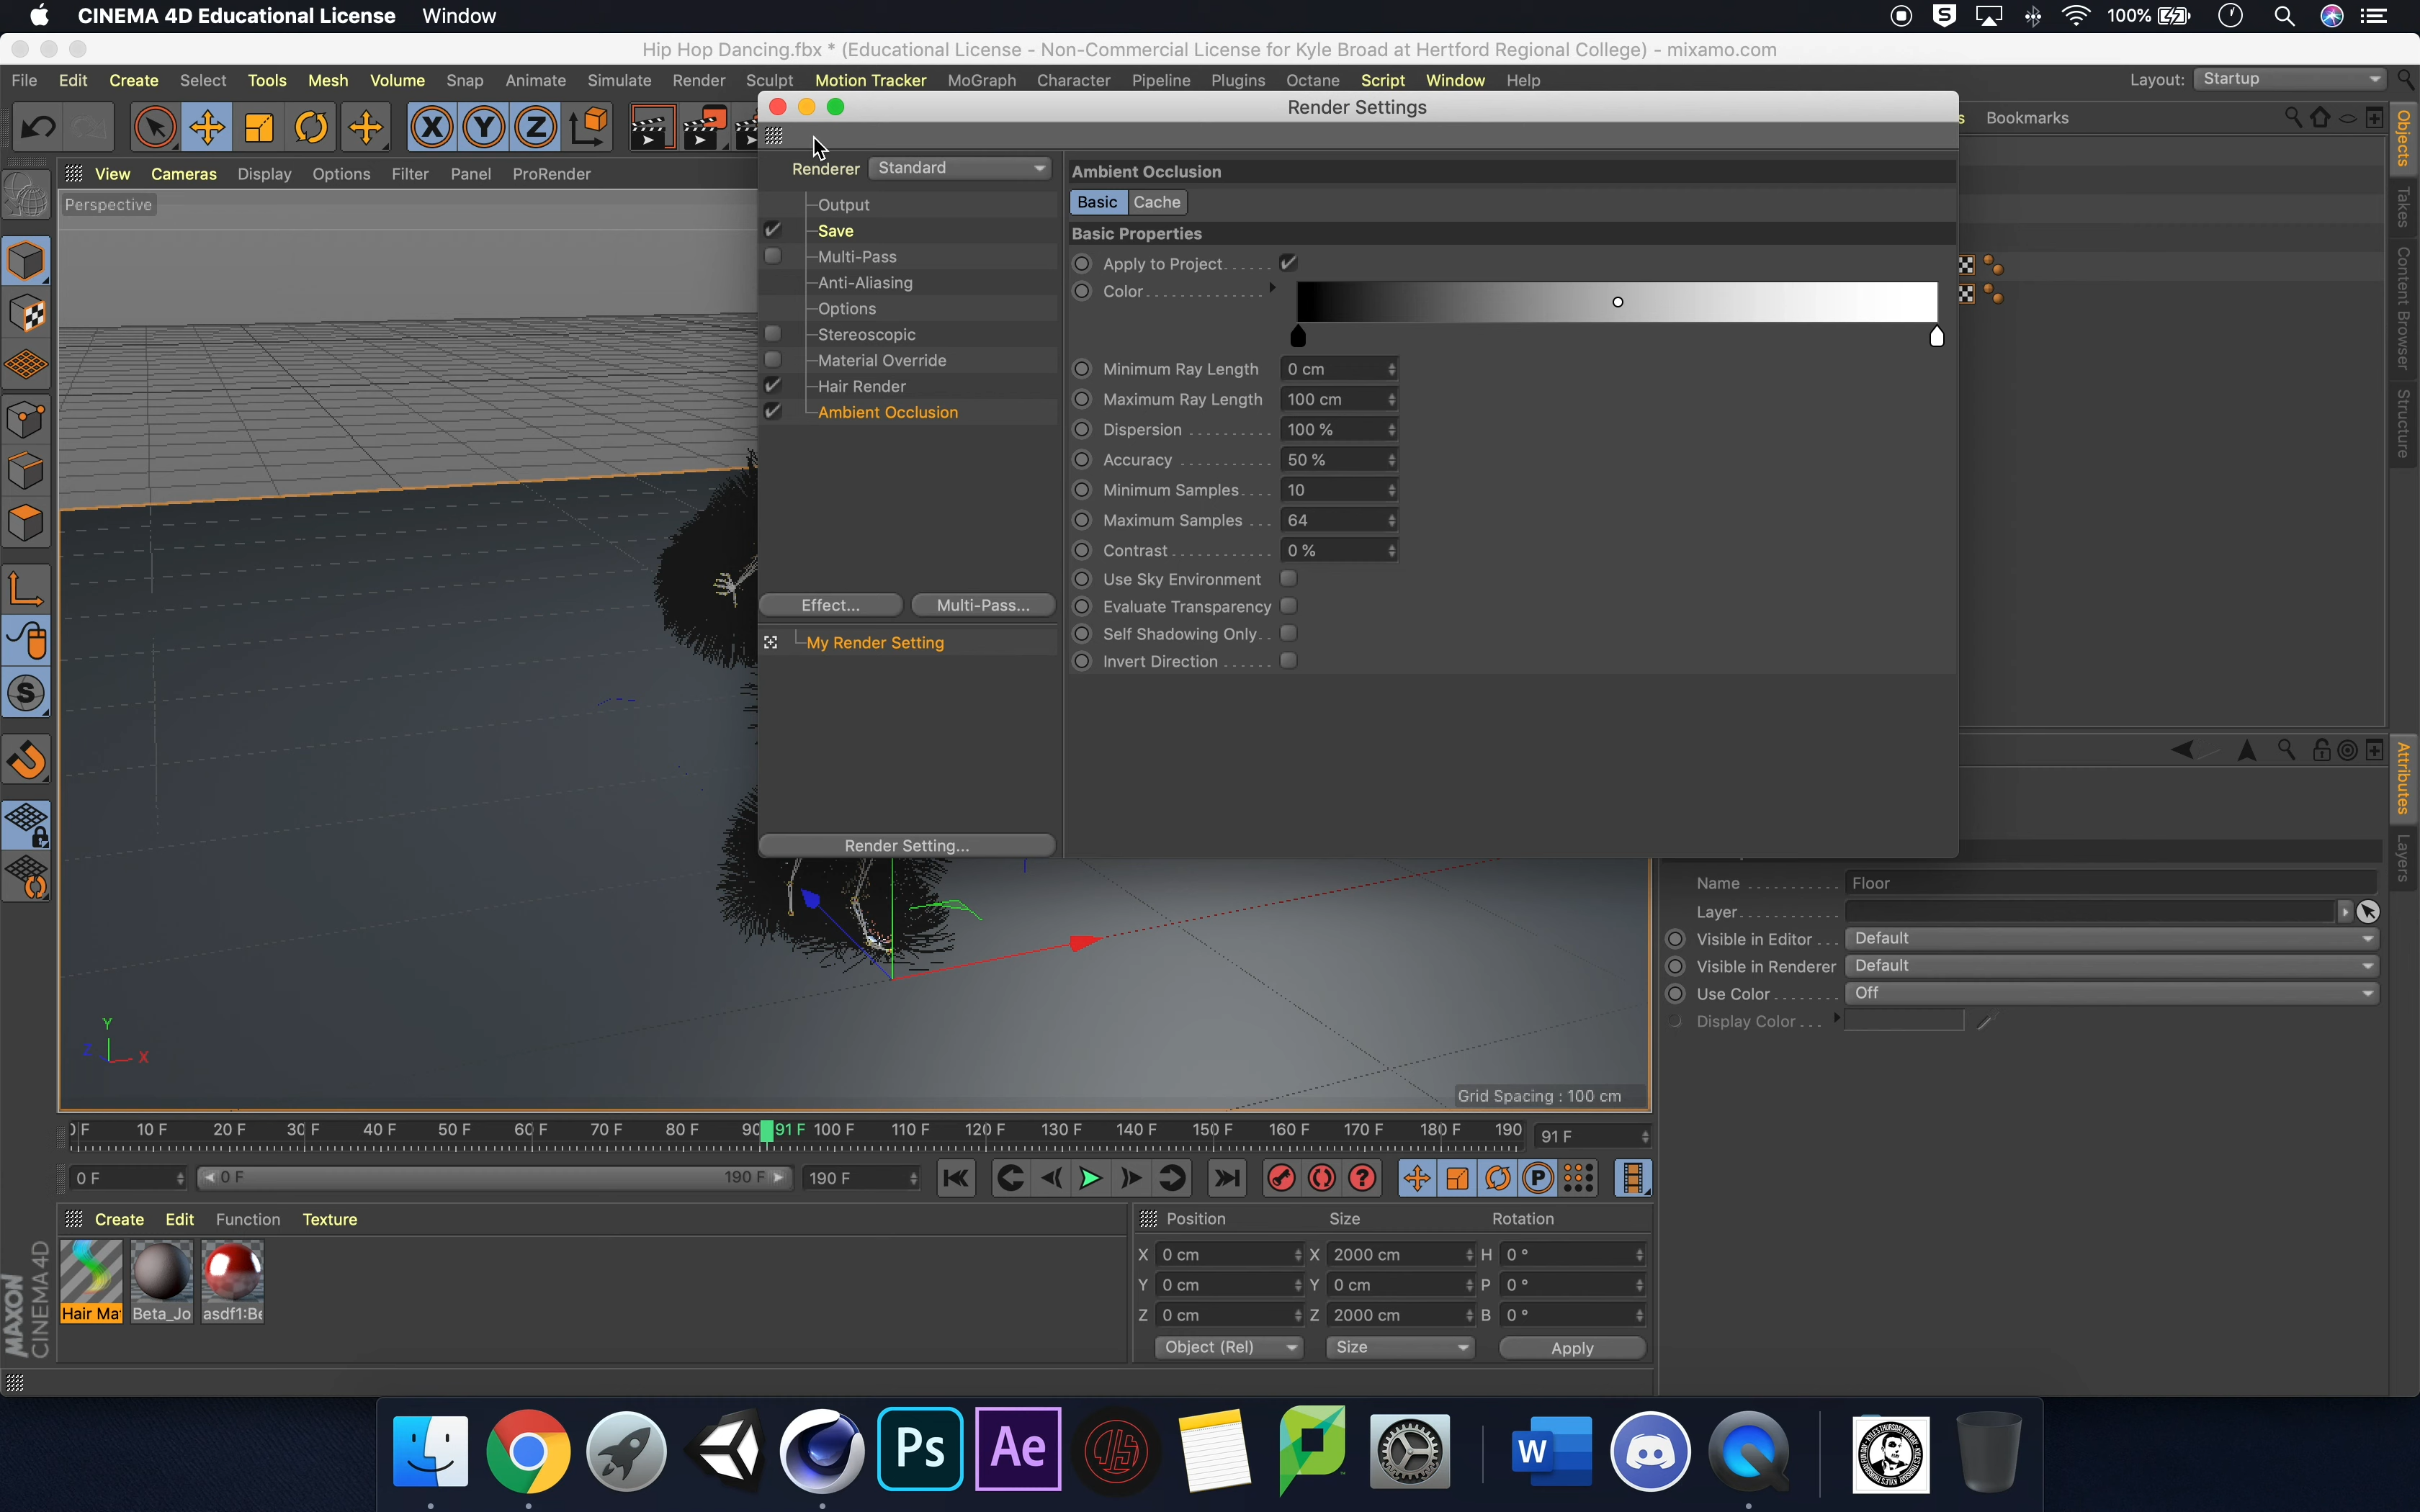 CINEMA 4D Educational License Window 100%
Hip Hop Dancing.fbx * (Educational License - Non-Commercial License for Kyle Broad at Hertford Regional College) - mixamo.com
File Edit Create Select Tools Mesh Volume Snap Animate Simulate Render Sculpt Motion Tracker MoGraph Character Pipeline Plugins Octane Script Window Help Layout: Startup
Render Settings
Bookmarks
View Cameras Display Options Filter Panel ProRender
Perspective
Renderer Standard
Output
Save
Multi-Pass
Anti-Aliasing
Options
Stereoscopic
Material Override
Hair Render
Ambient Occlusion
Effect... Multi-Pass...
My Render Setting
Render Setting...
Ambient Occlusion
Basic Cache
Basic Properties
Apply to Project
Color
Minimum Ray Length 0 cm
Maximum Ray Length 100 cm
Dispersion 100 %
Accuracy 50 %
Minimum Samples 10
Maximum Samples 64
Contrast 0 %
Use Sky Environment
Evaluate Transparency
Self Shadowing Only
Invert Direction
Objects
Takes
Content Browser
Structure
Attributes
Layers
Name Floor
Layer
Visible in Editor Default
Visible in Renderer Default
Use Color Off
Display Color
Y
Z X
Grid Spacing : 100 cm
10 F 20 F 30 F 40 F 50 F 60 F 70 F 80 F 90 91 F 100 F 110 F 120 F 130 F 140 F 150 F 160 F 170 F 180 F 190 91 F
0 F 0 F 190 F 190 F
Create Edit Function Texture
Hair Ma Beta_Jo asdf1:Be
MAXON
CINEMA 4D
Position Size Rotation
X 0 cm X 2000 cm H 0 °
Y 0 cm Y 0 cm P 0 °
Z 0 cm Z 2000 cm B 0 °
Object (Rel) Size Apply
Ps Ae W